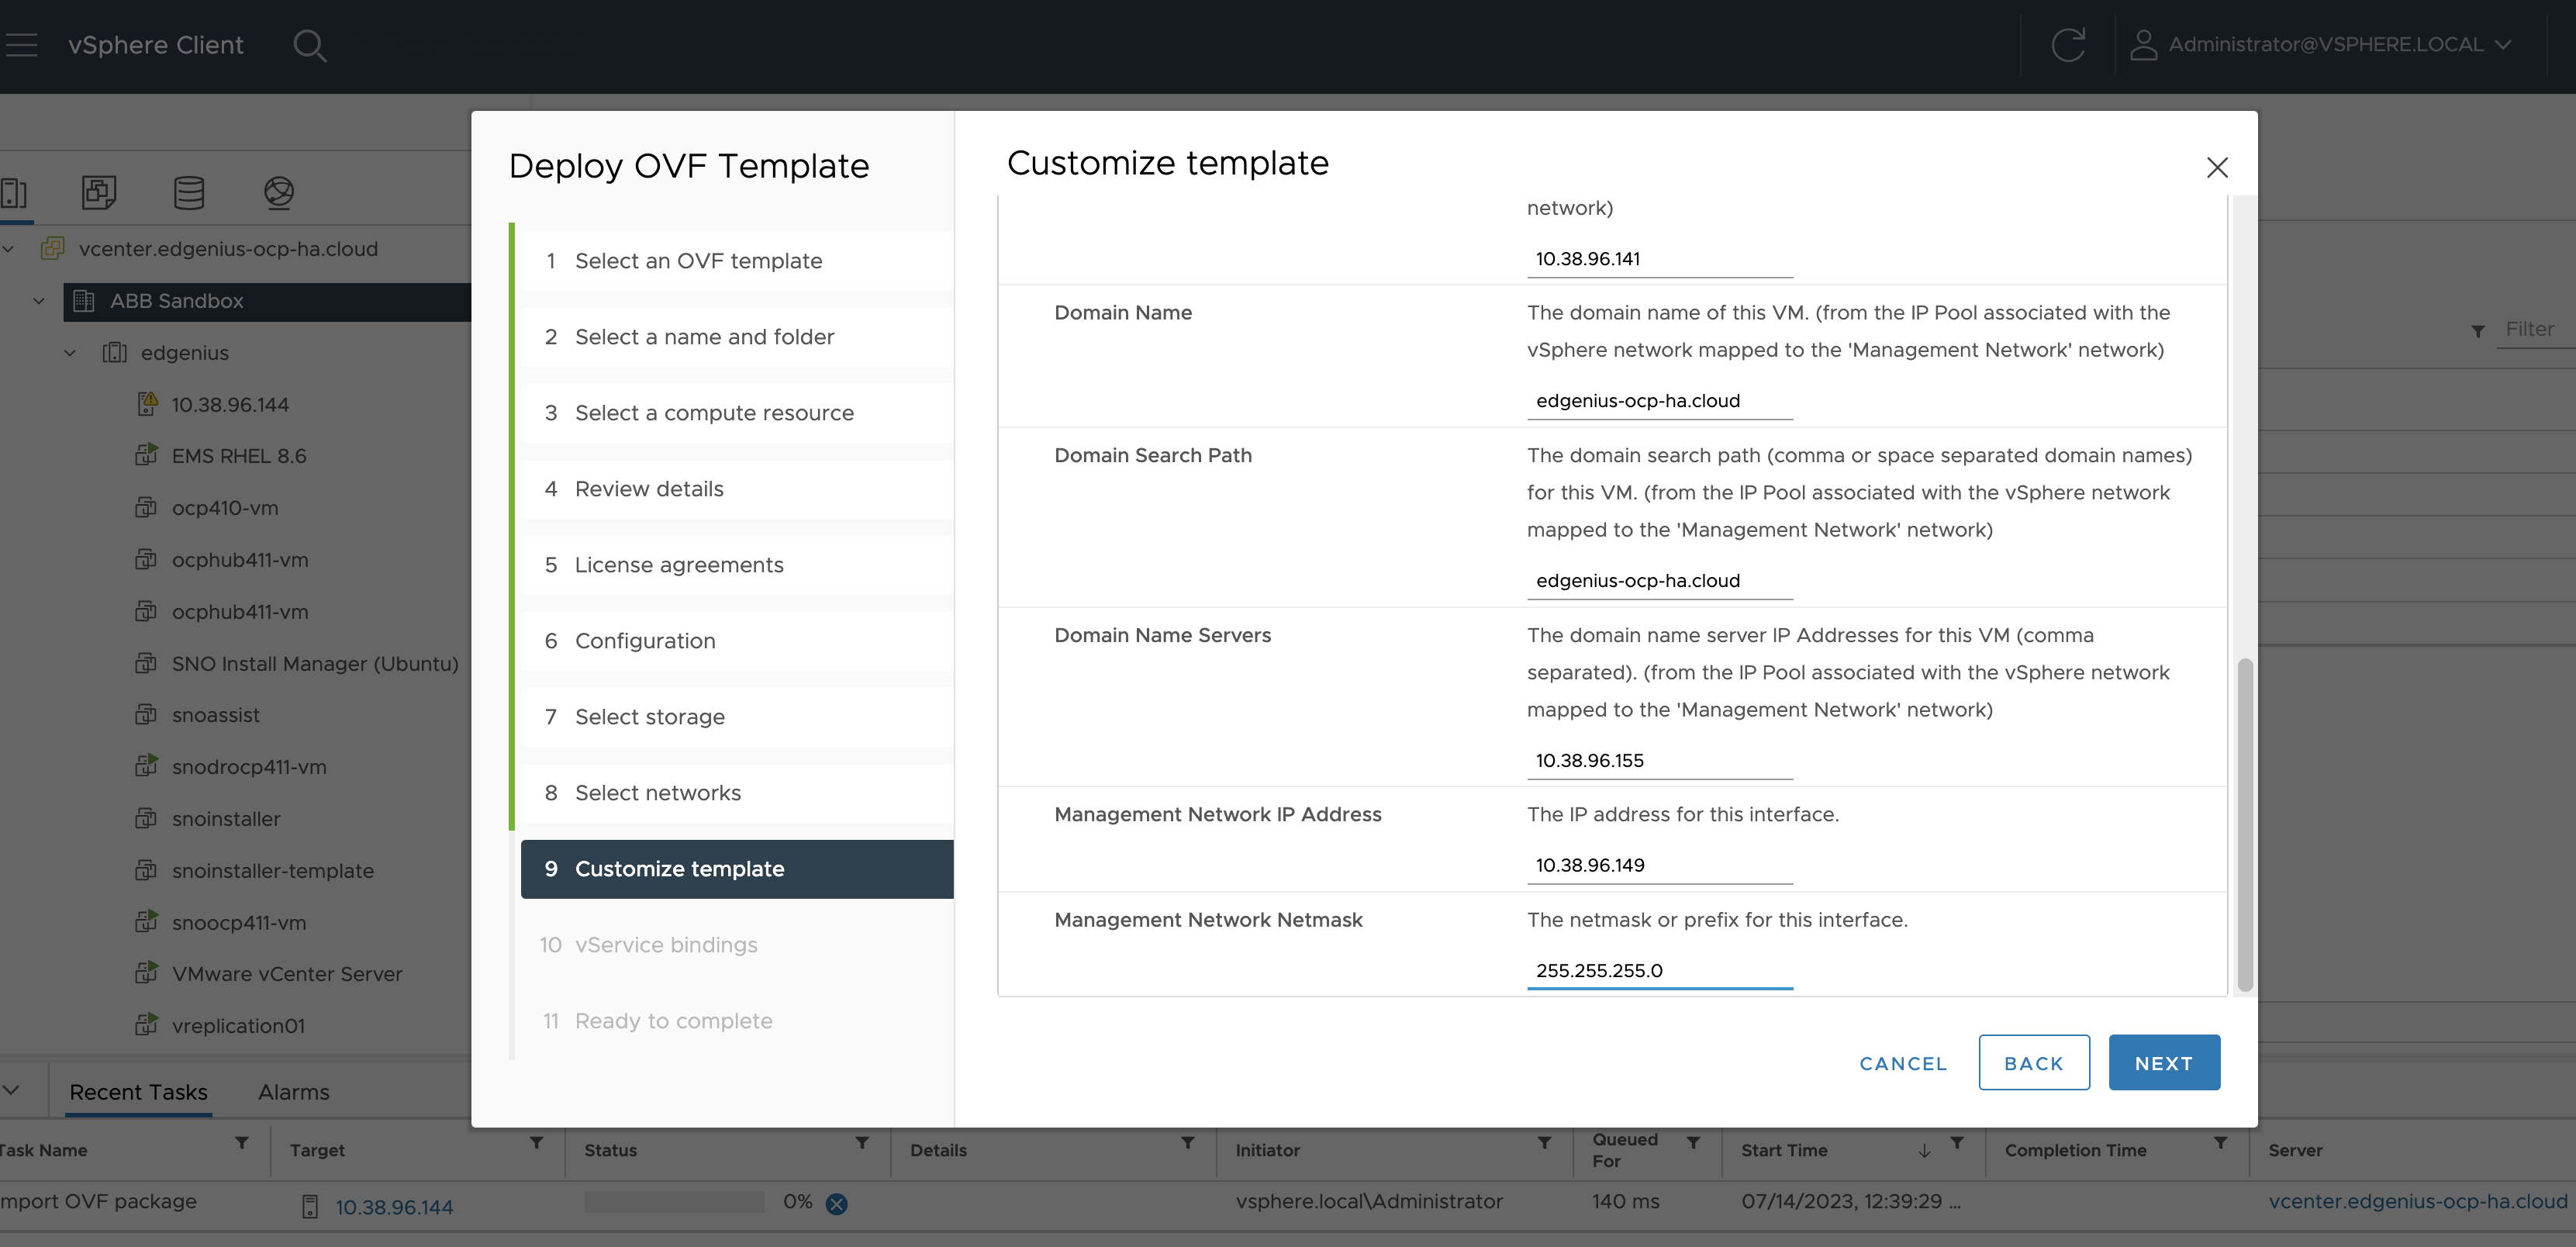 vSphere Client
Administrator@VSPHERE.LOCAL
vcenter.edgenius-ocp-ha.cloud
ABB Sandbox
edgenius
10.38.96.144
EMS RHEL 8.6
ocp410-vm
ocphub411-vm
ocphub411-vm
SNO Install Manager (Ubuntu)
snoassist
snodrocp411-vm
snoinstaller
snoinstaller-template
snoocp411-vm
VMware vCenter Server
vreplication01
Deploy OVF Template
1 Select an OVF template
2 Select a name and folder
3 Select a compute resource
4 Review details
5 License agreements
6 Configuration
7 Select storage
8 Select networks
9 Customize template
10 vService bindings
11 Ready to complete
Customize template
network)
10.38.96.141
Domain Name
The domain name of this VM. (from the IP Pool associated with the
vSphere network mapped to the 'Management Network' network)
edgenius-ocp-ha.cloud
Domain Search Path
The domain search path (comma or space separated domain names)
for this VM. (from the IP Pool associated with the vSphere network
mapped to the 'Management Network' network)
edgenius-ocp-ha.cloud
Domain Name Servers
The domain name server IP Addresses for this VM (comma
separated). (from the IP Pool associated with the vSphere network
mapped to the 'Management Network' network)
10.38.96.155
Management Network IP Address
The IP address for this interface.
10.38.96.149
Management Network Netmask
The netmask or prefix for this interface.
255.255.255.0
CANCEL BACK NEXT
Filter
Recent Tasks Alarms
Task Name Target Status Details Initiator Queued For Start Time Completion Time Server
mport OVF package 10.38.96.144 0% vsphere.local\Administrator 140 ms 07/14/2023, 12:39:29 ... vcenter.edgenius-ocp-ha.cloud